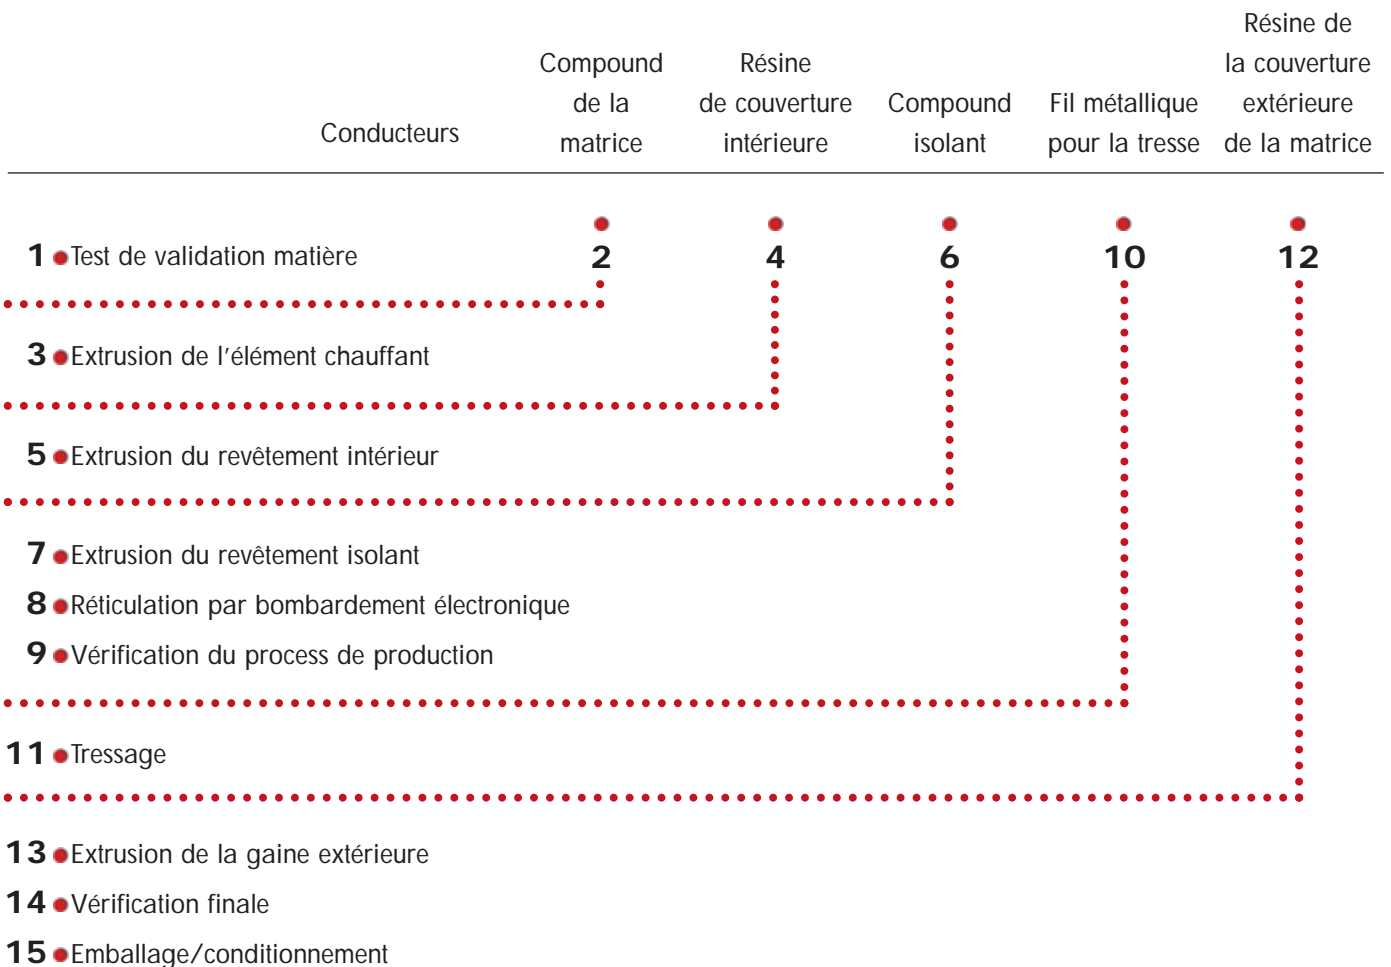 Résine de
Compound Résine la couverture
de la de couverture Compound Fil métallique extérieure
Conducteurs matrice intérieure isolant pour la tresse de la matrice
1 Test de validation matière 2 4 6 10 12
3 Extrusion de l'élément chauffant
5 Extrusion du revêtement intérieur
7 Extrusion du revêtement isolant
8 Réticulation par bombardement électronique
9 Vérification du process de production
11 Tressage
13 Extrusion de la gaine extérieure
14 Vérification finale
15 Emballage/conditionnement